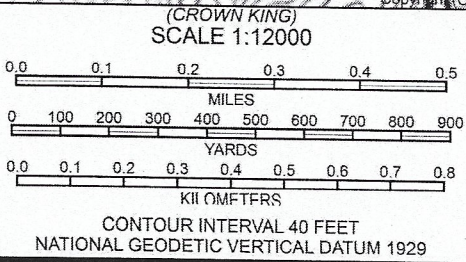 (CROWN KING)
SCALE 1:12000
0.0 0.1 0.2 0.3 0.4 0.5
MILES
0 100 200 300 400 500 600 700 800 900
YARDS
0.0 0.1 0.2 0.3 0.4 0.5 0.6 0.7 0.8
KILOMETERS
CONTOUR INTERVAL 40 FEET
NATIONAL GEODETIC VERTICAL DATUM 1929